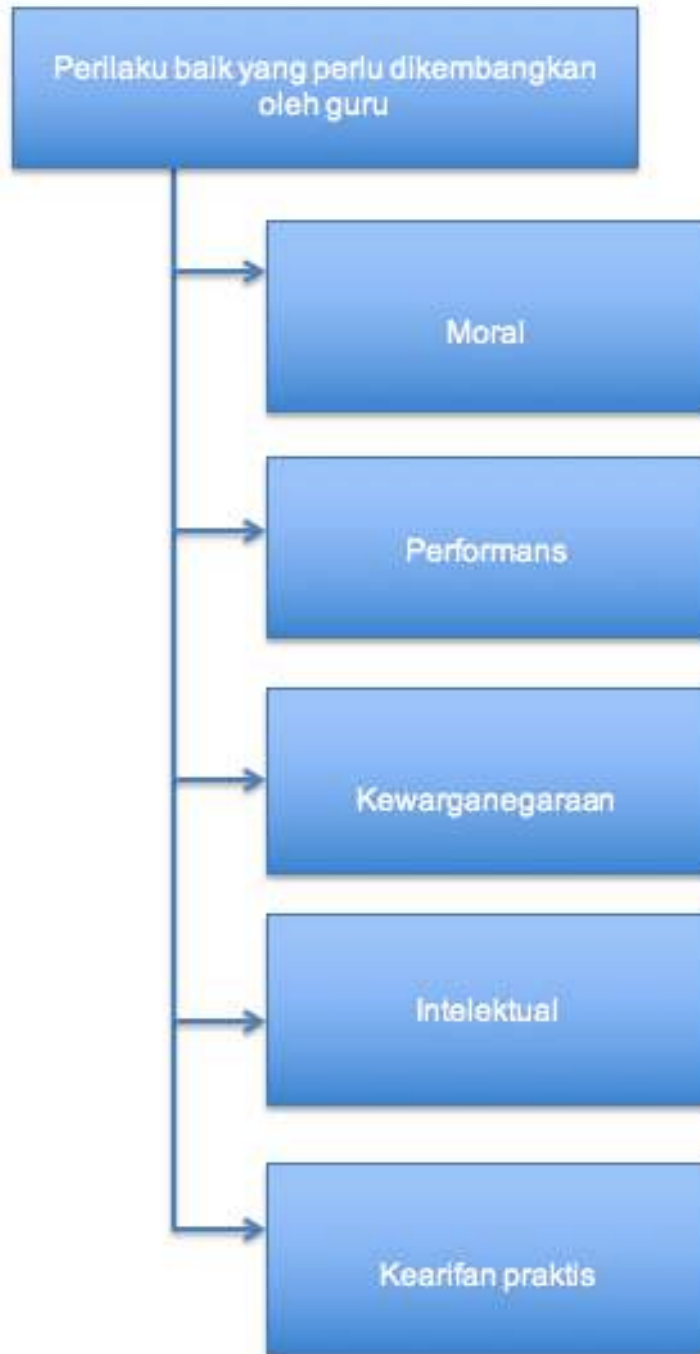 Perilaku baik yang perlu dikembangkan
oleh guru
Moral
Performans
Kewarganegaraan
Intelektual
Kearifan praktis